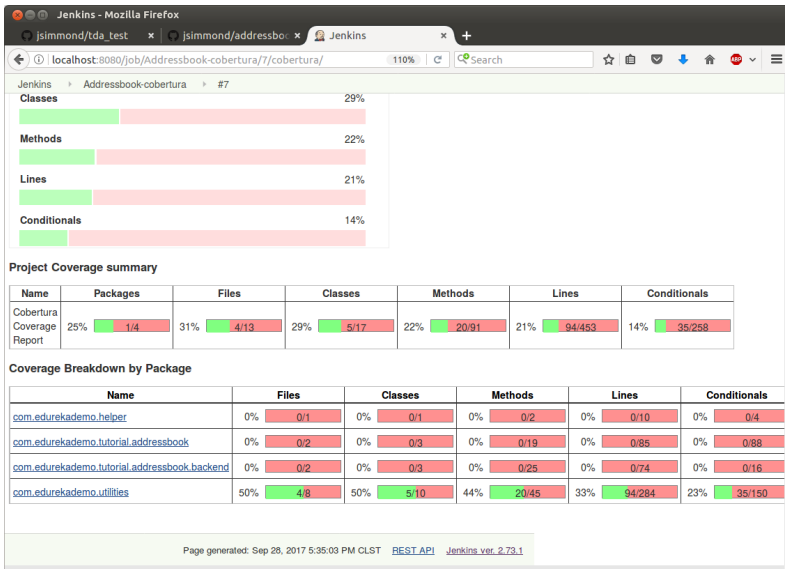 Jenkins - Mozilla Firefox
jsimmond/tda_test × jsimmond/addressboo × Jenkins × +
localhost:8080/job/Addressbook-cobertura/7/cobertura/ 110% Search ABP
Jenkins Addressbook-cobertura #7
Classes 29%
Methods 22%
Lines 21%
Conditionals 14%
Project Coverage summary
Name Packages Files Classes Methods Lines Conditionals
Cobertura
Coverage 25% 1/4 31% 4/13 29% 5/17 22% 20/91 21% 94/453 14% 35/258
Report
Coverage Breakdown by Package
Name Files Classes Methods Lines Conditionals
com.edurekademo.helper 0% 0/1 0% 0/1 0% 0/2 0% 0/10 0% 0/4
com.edurekademo.tutorial.addressbook 0% 0/2 0% 0/3 0% 0/19 0% 0/85 0% 0/88
com.edurekademo.tutorial.addressbook.backend 0% 0/2 0% 0/3 0% 0/25 0% 0/74 0% 0/16
com.edurekademo.utilities 50% 4/8 50% 5/10 44% 20/45 33% 94/284 23% 35/150
Page generated: Sep 28, 2017 5:35:03 PM CLST REST API Jenkins ver. 2.73.1